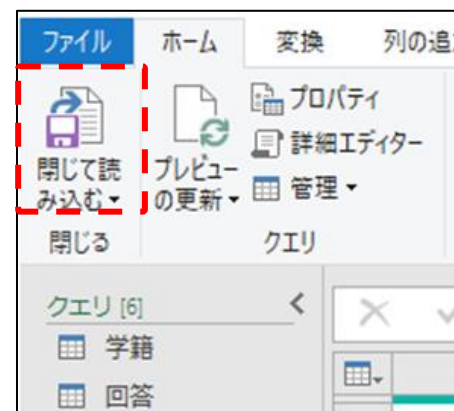 ファイル ホーム 変換 列の追
プロパティ
詳細エディター
管理
閉じて読
み込む
プレビュー
の更新
閉じる
クエリ
クエリ [6]
学籍
回答